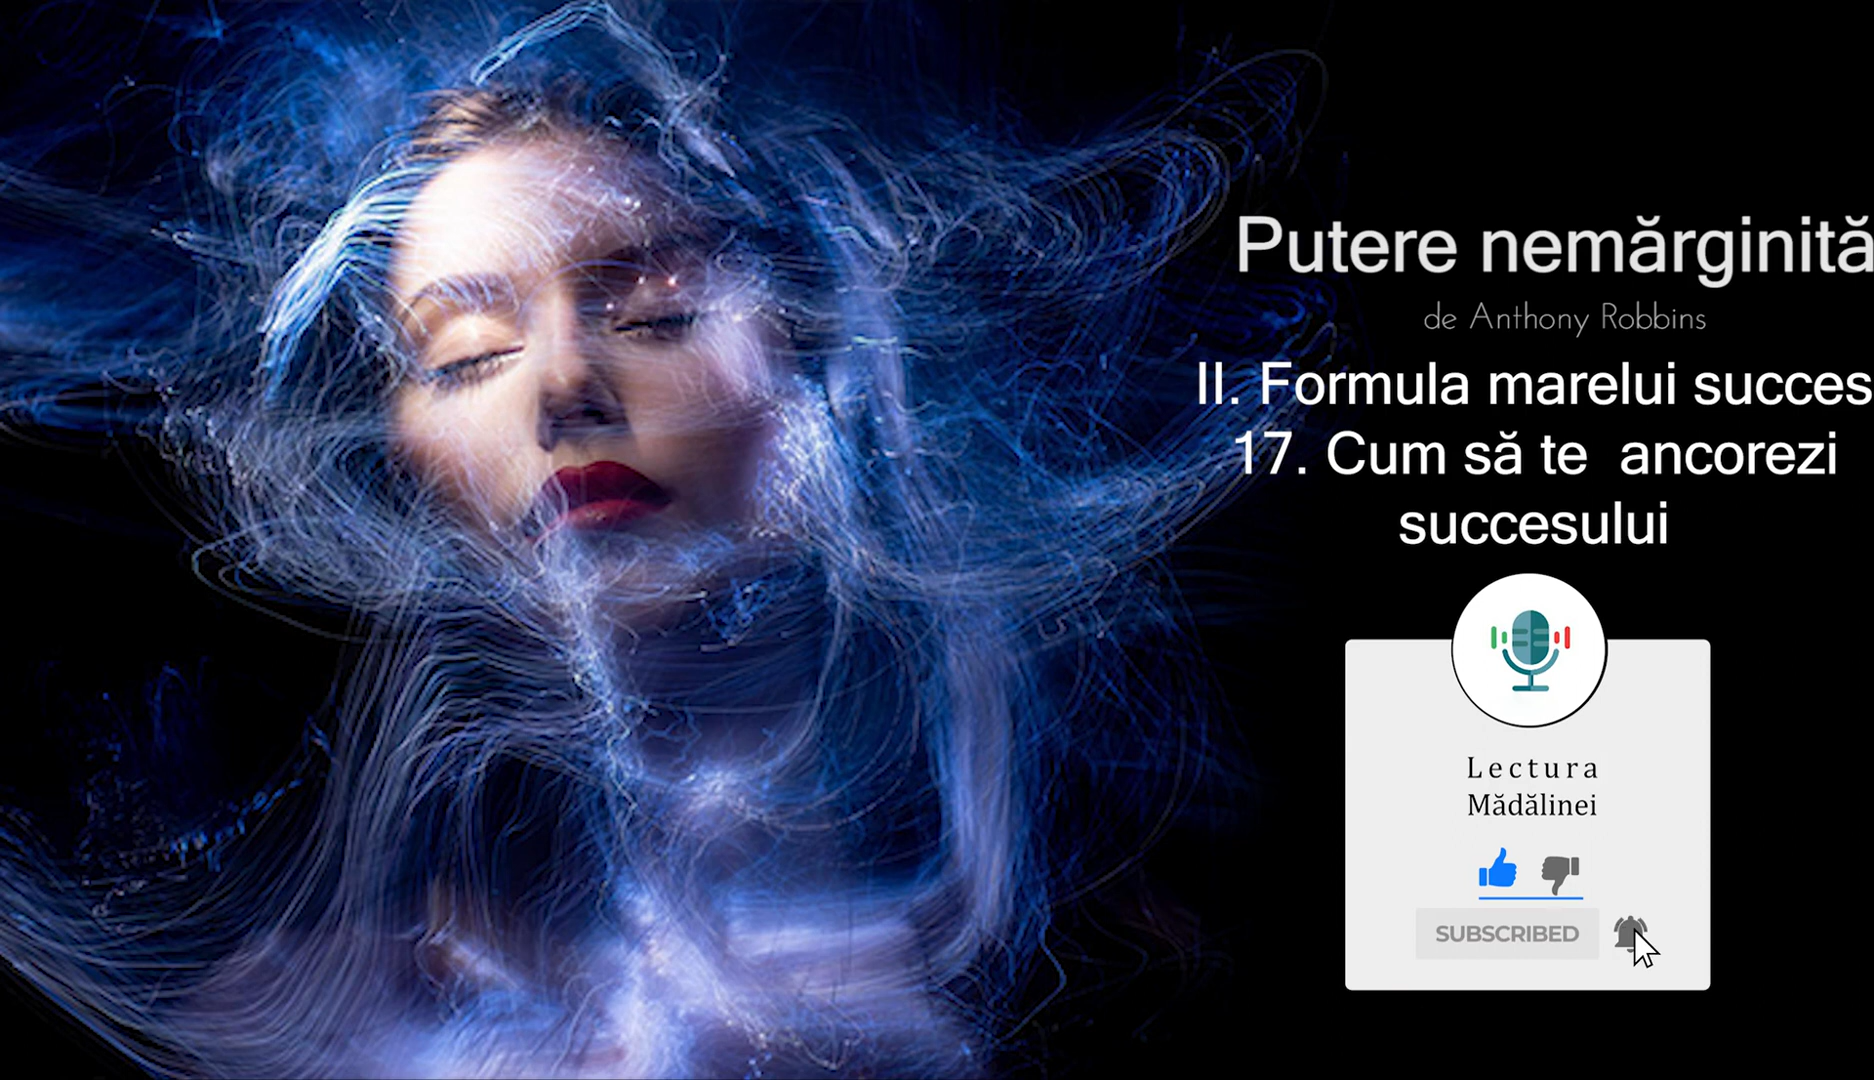 Putere nemărginită
de Anthony Robbins
II. Formula marelui succes
17. Cum să te  ancorezi
succesului
Lectura
Mădălinei
SUBSCRIBED